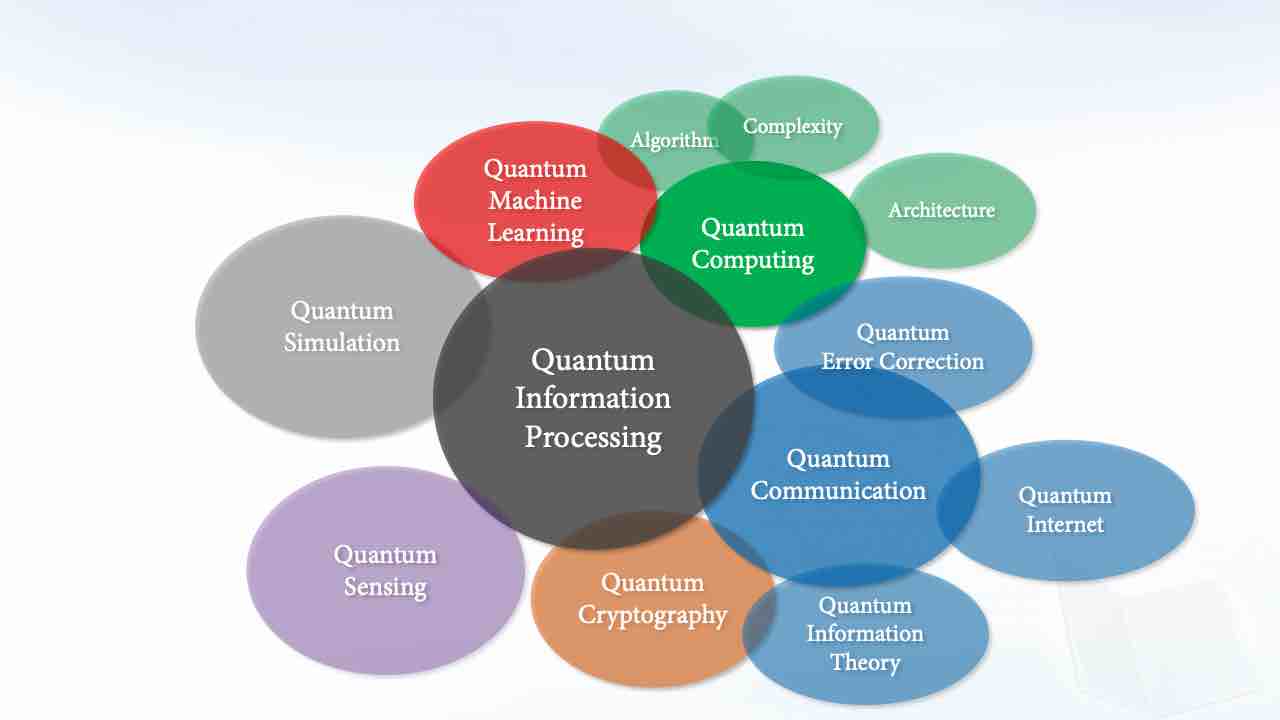 Algorithm
Complexity
Quantum
Machine
Learning
Architecture
Quantum
Computing
Quantum
Simulation
Quantum
Error Correction
Quantum
Information
Processing
Quantum
Communication
Quantum
Internet
Quantum
Sensing
Quantum
Cryptography
Quantum
Information
Theory